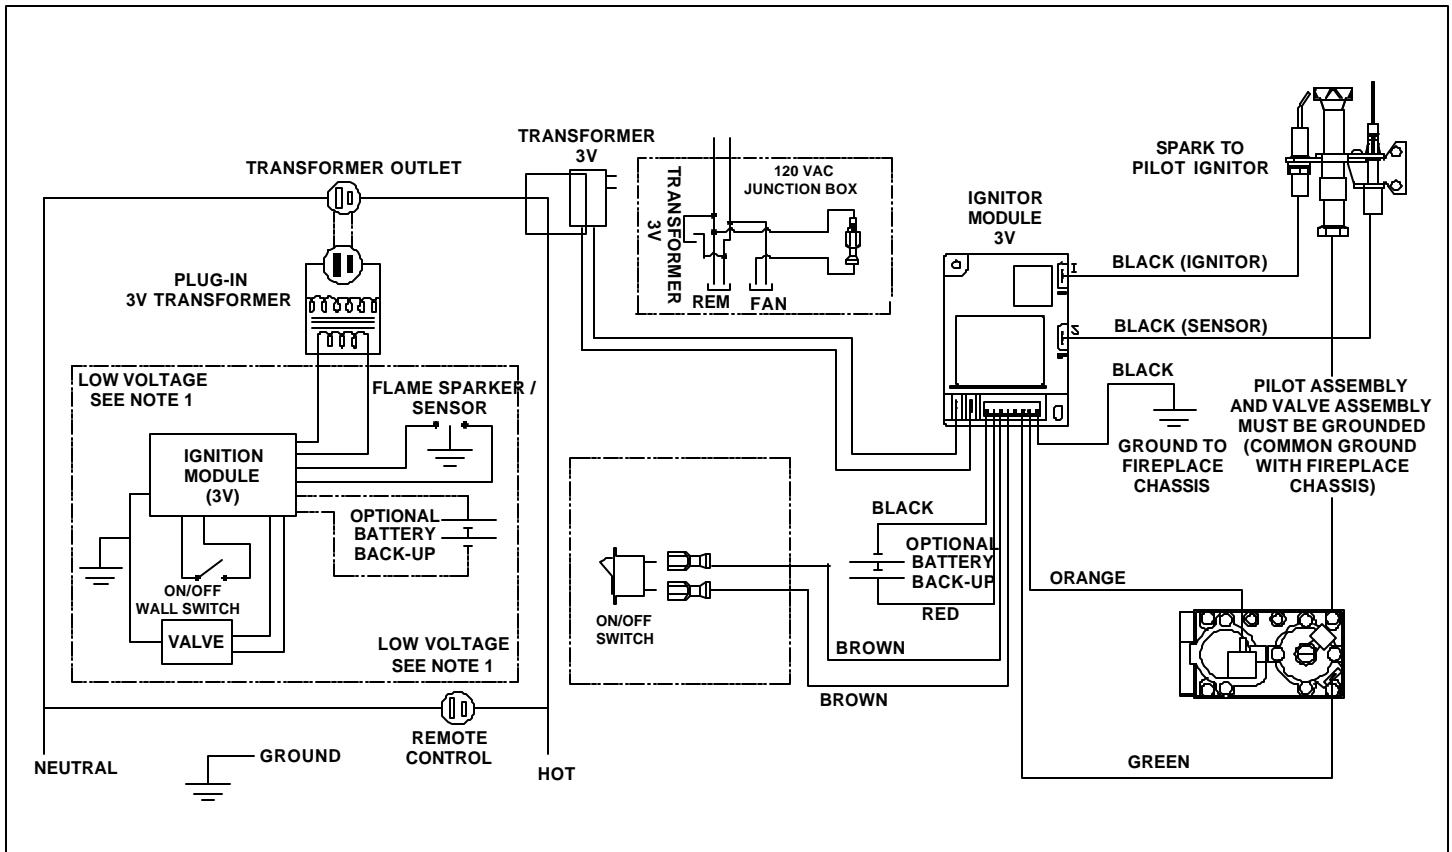 TRANSFORMER OUTLET
PLUG-IN
3V TRANSFORMER
LOW VOLTAGE
SEE NOTE 1
FLAME SPARKER /
SENSOR
IGNITION
MODULE
(3V)
OPTIONAL
BATTERY
BACK-UP
ON/OFF
WALL SWITCH
VALVE
LOW VOLTAGE
SEE NOTE 1
REMOTE
CONTROL
NEUTRAL
GROUND
HOT
TRANSFORMER
3V
TRANSFORMER
3V
120 VAC
JUNCTION BOX
REM
FAN
IGNITOR
MODULE
3V
1
2
SPARK TO
PILOT IGNITOR
BLACK (IGNITOR)
BLACK (SENSOR)
BLACK
GROUND TO
FIREPLACE
CHASSIS
PILOT ASSEMBLY
AND VALVE ASSEMBLY
MUST BE GROUNDED
(COMMON GROUND
WITH FIREPLACE
CHASSIS)
BLACK
OPTIONAL
BATTERY
BACK-UP
RED
ORANGE
ON/OFF
SWITCH
BROWN
BROWN
GREEN